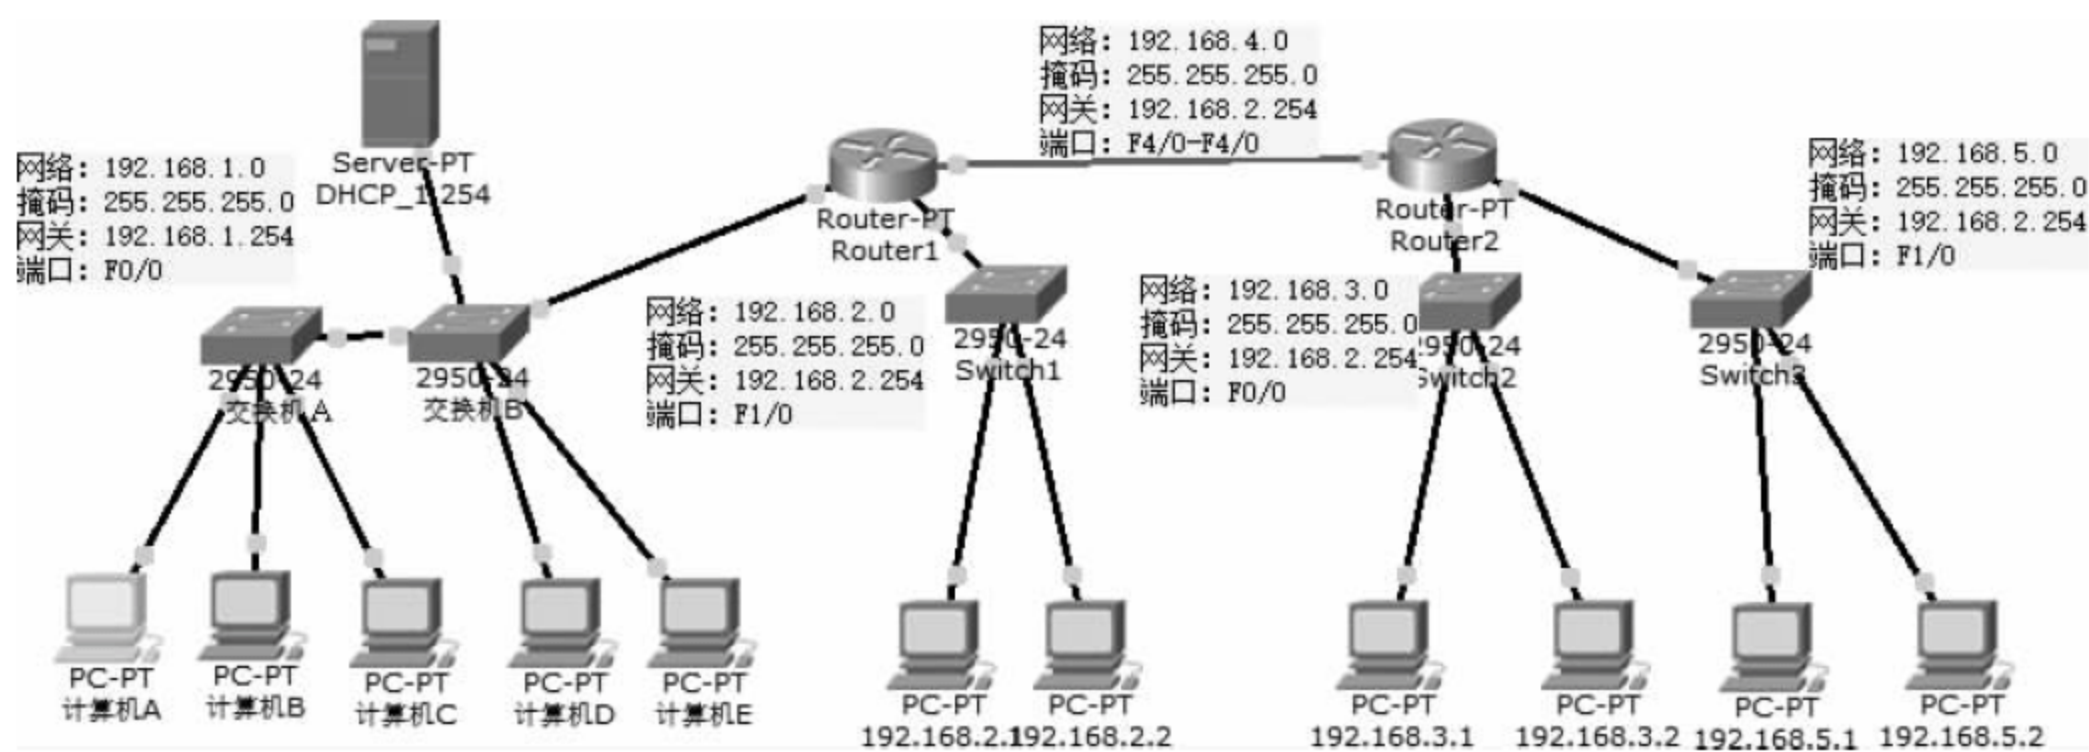 网络: 192.168.1.0
掩码: 255.255.255.0
网关: 192.168.1.254
端口: F0/0
Server-PT
DHCP_1.254
2950-24
交换机A
2950-24
交换机B
PC-PT
计算机A
PC-PT
计算机B
PC-PT
计算机C
PC-PT
计算机D
PC-PT
计算机E
Router-PT
Router1
网络: 192.168.2.0
掩码: 255.255.255.0
网关: 192.168.2.254
端口: F1/0
2950-24
Switch1
PC-PT
192.168.2.1
PC-PT
192.168.2.2
网络: 192.168.4.0
掩码: 255.255.255.0
网关: 192.168.2.254
端口: F4/0-F4/0
Router-PT
Router2
网络: 192.168.3.0
掩码: 255.255.255.0
网关: 192.168.2.254
端口: F0/0
2950-24
Switch2
PC-PT
192.168.3.1
PC-PT
192.168.3.2
网络: 192.168.5.0
掩码: 255.255.255.0
网关: 192.168.2.254
端口: F1/0
2950-24
Switch3
PC-PT
192.168.5.1
PC-PT
192.168.5.2